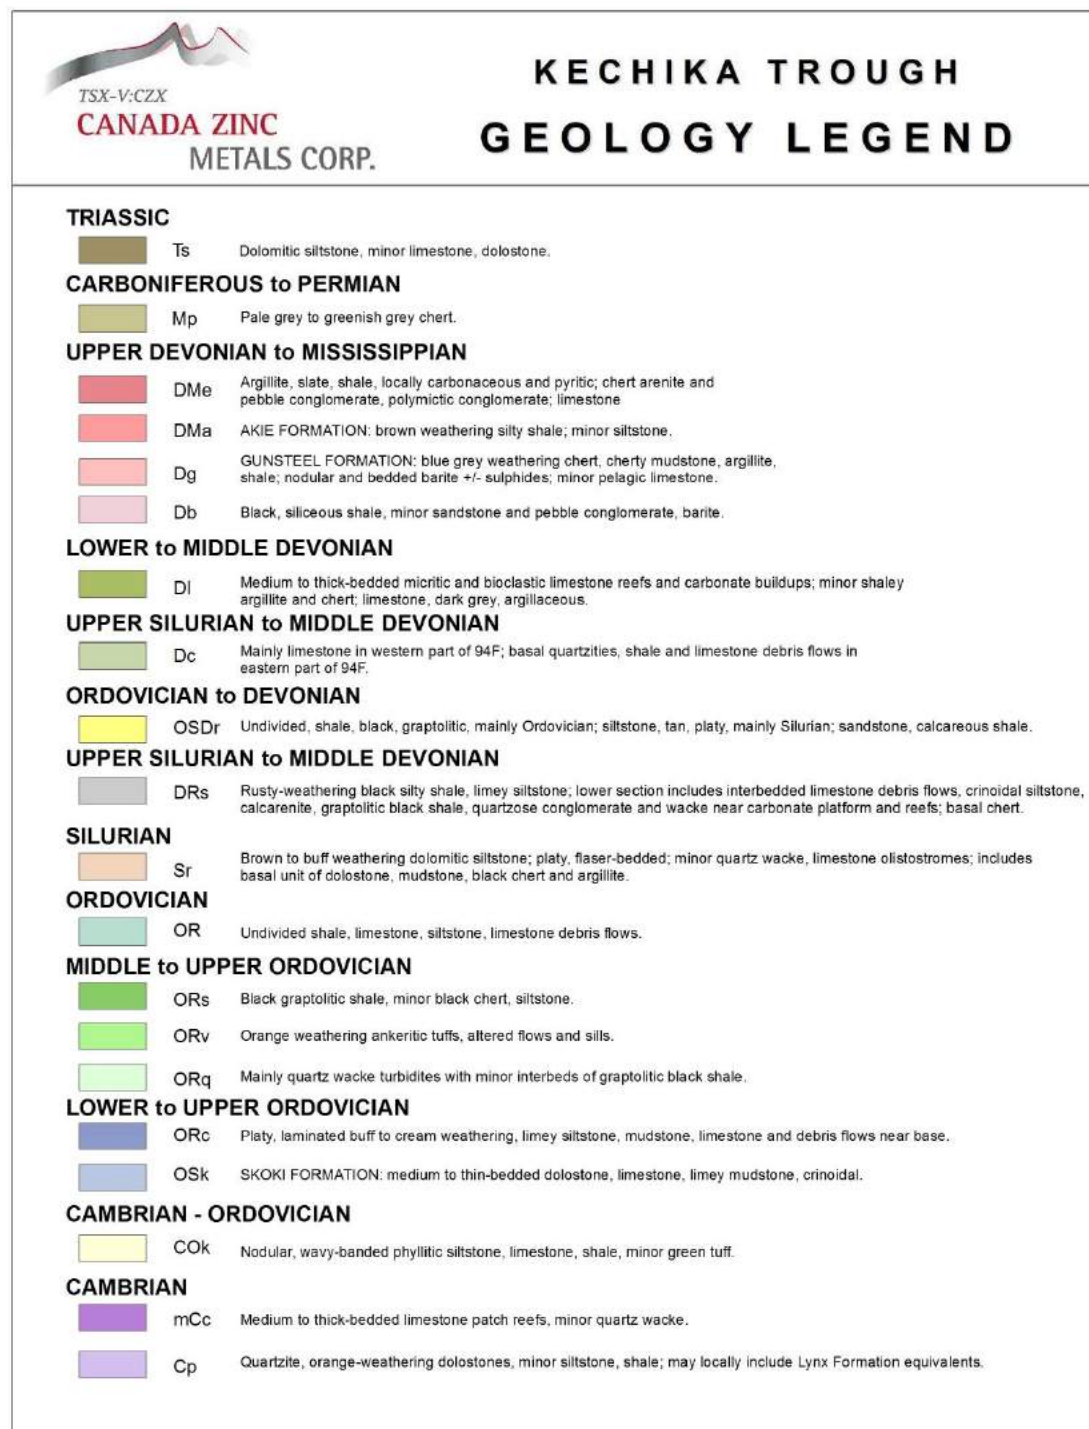 TSX-V:CZX
CANADA ZINC
METALS CORP.
KECHIKA TROUGH
GEOLOGY LEGEND
TRIASSIC
Ts Dolomitic siltstone, minor limestone, dolostone.
CARBONIFEROUS to PERMIAN
Mp Pale grey to greenish grey chert.
UPPER DEVONIAN to MISSISSIPPIAN
DMe Argillite, slate, shale, locally carbonaceous and pyritic; chert arenite and
pebble conglomerate, polymictic conglomerate; limestone
DMa AKIE FORMATION: brown weathering silty shale; minor siltstone.
Dg GUNSTEEL FORMATION: blue grey weathering chert, cherty mudstone, argillite,
shale; nodular and bedded barite +/- sulphides; minor pelagic limestone.
Db Black, siliceous shale, minor sandstone and pebble conglomerate, barite.
LOWER to MIDDLE DEVONIAN
Dl Medium to thick-bedded micritic and bioclastic limestone reefs and carbonate buildups; minor shaley
argillite and chert; limestone, dark grey, argillaceous.
UPPER SILURIAN to MIDDLE DEVONIAN
Dc Mainly limestone in western part of 94F; basal quartzities, shale and limestone debris flows in
eastern part of 94F.
ORDOVICIAN to DEVONIAN
OSDr Undivided, shale, black, graptolitic, mainly Ordovician; siltstone, tan, platy, mainly Silurian; sandstone, calcareous shale.
UPPER SILURIAN to MIDDLE DEVONIAN
DRs Rusty-weathering black silty shale, limey siltstone; lower section includes interbedded limestone debris flows, crinoidal siltstone,
calcarenite, graptolitic black shale, quartzose conglomerate and wacke near carbonate platform and reefs; basal chert.
SILURIAN
Sr Brown to buff weathering dolomitic siltstone; platy, flaser-bedded; minor quartz wacke, limestone olistostromes; includes
basal unit of dolostone, mudstone, black chert and argillite.
ORDOVICIAN
OR Undivided shale, limestone, siltstone, limestone debris flows.
MIDDLE to UPPER ORDOVICIAN
ORs Black graptolitic shale, minor black chert, siltstone.
ORv Orange weathering ankeritic tuffs, altered flows and sills.
ORq Mainly quartz wacke turbidites with minor interbeds of graptolitic black shale.
LOWER to UPPER ORDOVICIAN
ORc Platy, laminated buff to cream weathering, limey siltstone, mudstone, limestone and debris flows near base.
OSk SKOKI FORMATION: medium to thin-bedded dolostone, limestone, limey mudstone, crinoidal.
CAMBRIAN - ORDOVICIAN
COk Nodular, wavy-banded phyllitic siltstone, limestone, shale, minor green tuff.
CAMBRIAN
mCc Medium to thick-bedded limestone patch reefs, minor quartz wacke.
Cp Quartzite, orange-weathering dolostones, minor siltstone, shale; may locally include Lynx Formation equivalents.